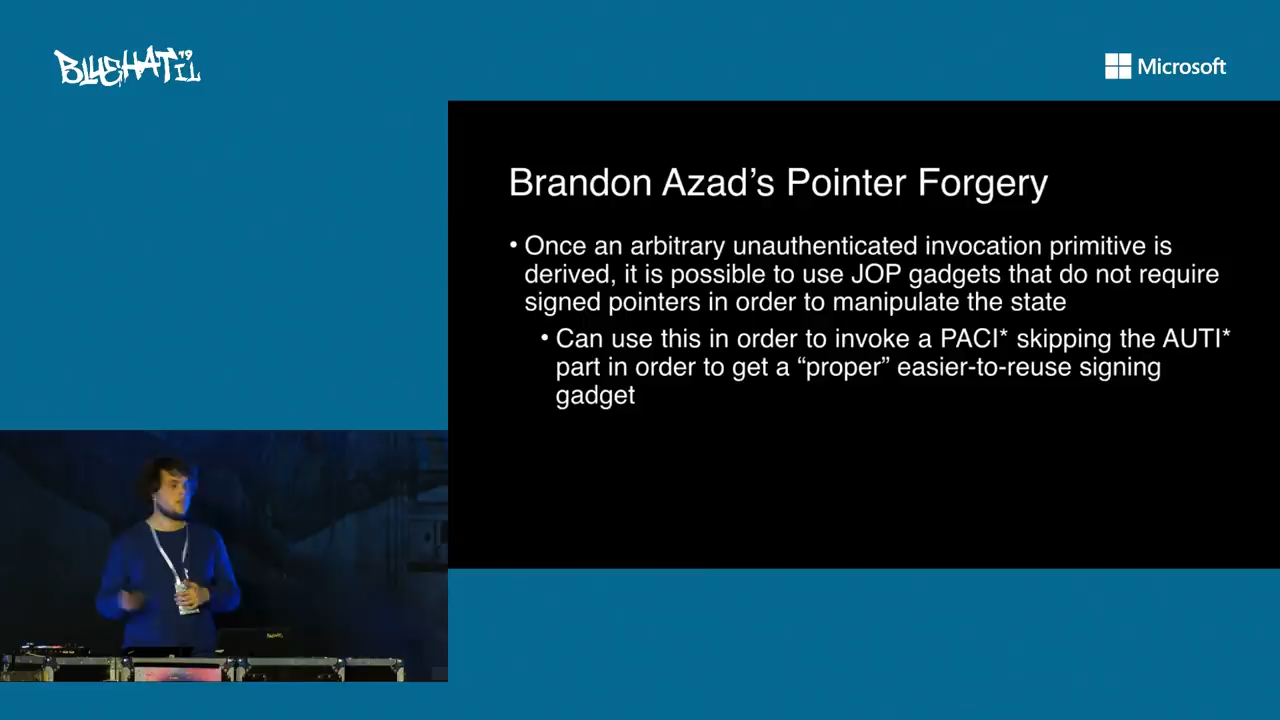 BLUEHAT IL 19
Microsoft
Brandon Azad’s Pointer Forgery
• Once an arbitrary unauthenticated invocation primitive is
derived, it is possible to use JOP gadgets that do not require
signed pointers in order to manipulate the state
• Can use this in order to invoke a PACI* skipping the AUTI*
part in order to get a “proper” easier-to-reuse signing
gadget